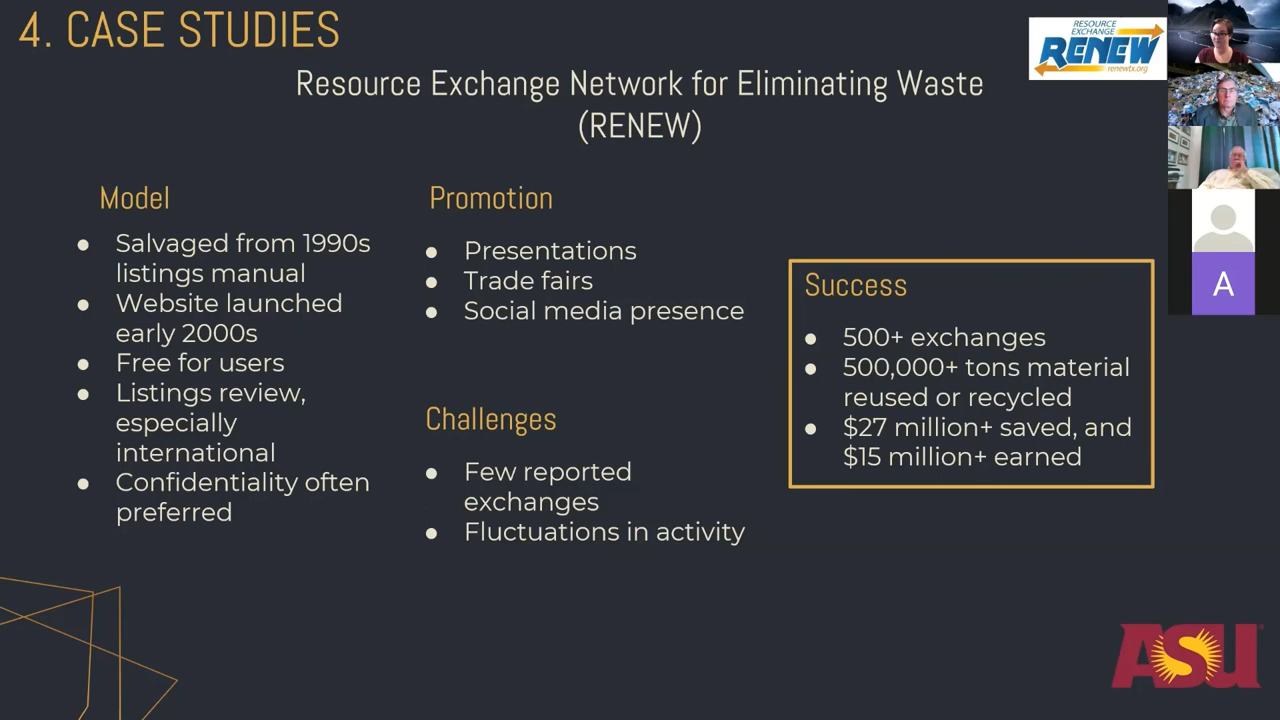 4. CASE STUDIES
RESOURCE
EXCHANGE
RENEW
renewtx.org
Resource Exchange Network for Eliminating Waste
(RENEW)
Model
● Salvaged from 1990s
listings manual
● Website launched
early 2000s
● Free for users
● Listings review,
especially
international
● Confidentiality often
preferred
Promotion
● Presentations
● Trade fairs
● Social media presence
Challenges
● Few reported
exchanges
● Fluctuations in activity
Success
● 500+ exchanges
● 500,000+ tons material
reused or recycled
● $27 million+ saved, and
$15 million+ earned
A
ASU